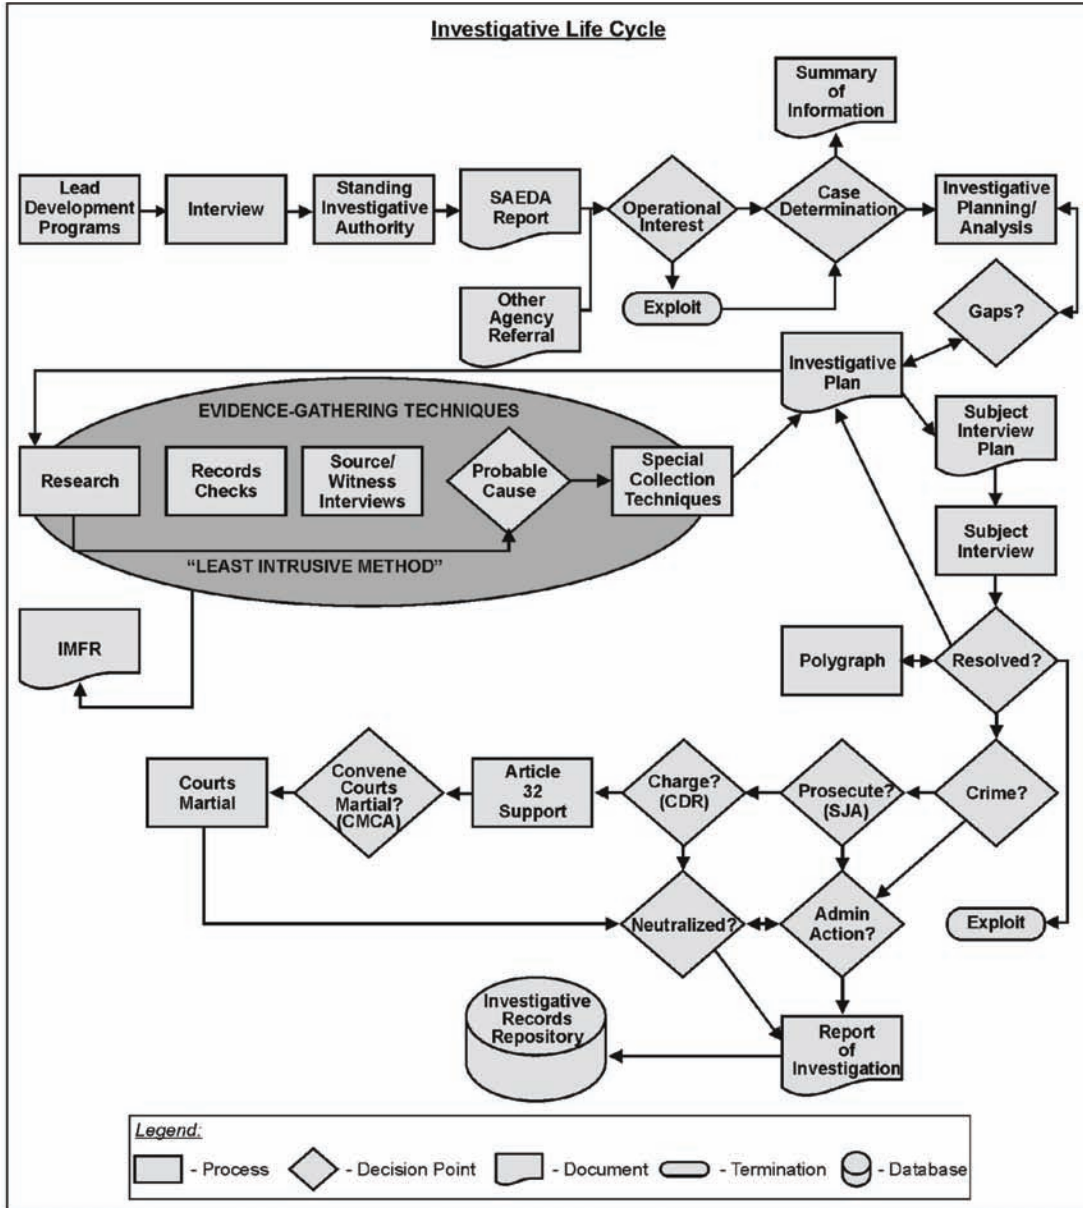 Investigative Life Cycle
Summary
of
Information
Lead
Development
Programs
Interview
Standing
Investigative
Authority
SAEDA
Report
Operational
Interest
Case
Determination
Investigative
Planning/
Analysis
Other
Agency
Referral
Exploit
Gaps?
Investigative
Plan
EVIDENCE-GATHERING TECHNIQUES
Research
Records
Checks
Source/
Witness
Interviews
Probable
Cause
Special
Collection
Techniques
Subject
Interview
Plan
"LEAST INTRUSIVE METHOD"
Subject
Interview
IMFR
Polygraph
Resolved?
Courts
Martial
Convene
Courts
Martial?
(CMCA)
Article
32
Support
Charge?
(CDR)
Prosecute?
(SJA)
Crime?
Neutralized?
Admin
Action?
Exploit
Investigative
Records
Repository
Report
of
Investigation
Legend:
- Process
- Decision Point
- Document
- Termination
- Database